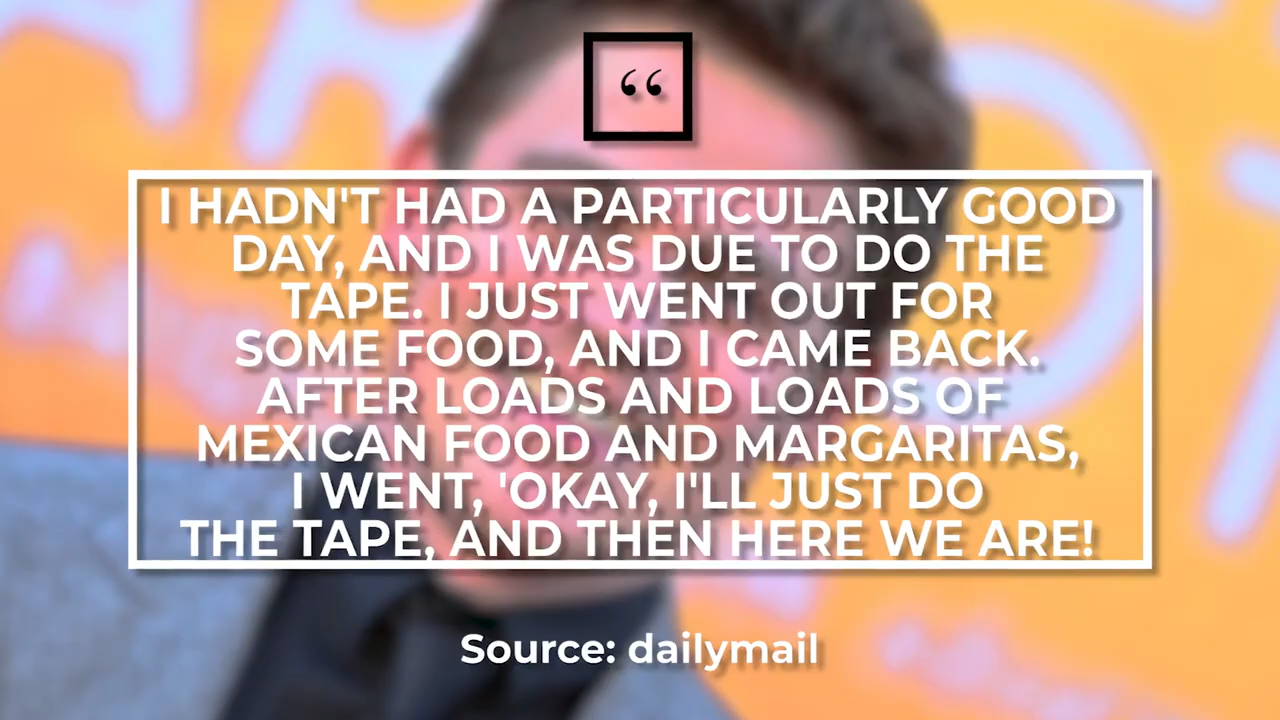 “
I HADN'T HAD A PARTICULARLY GOOD
DAY, AND I WAS DUE TO DO THE
TAPE. I JUST WENT OUT FOR
SOME FOOD, AND I CAME BACK.
AFTER LOADS AND LOADS OF
MEXICAN FOOD AND MARGARITAS,
I WENT, 'OKAY, I'LL JUST DO
THE TAPE, AND THEN HERE WE ARE!
Source: dailymail